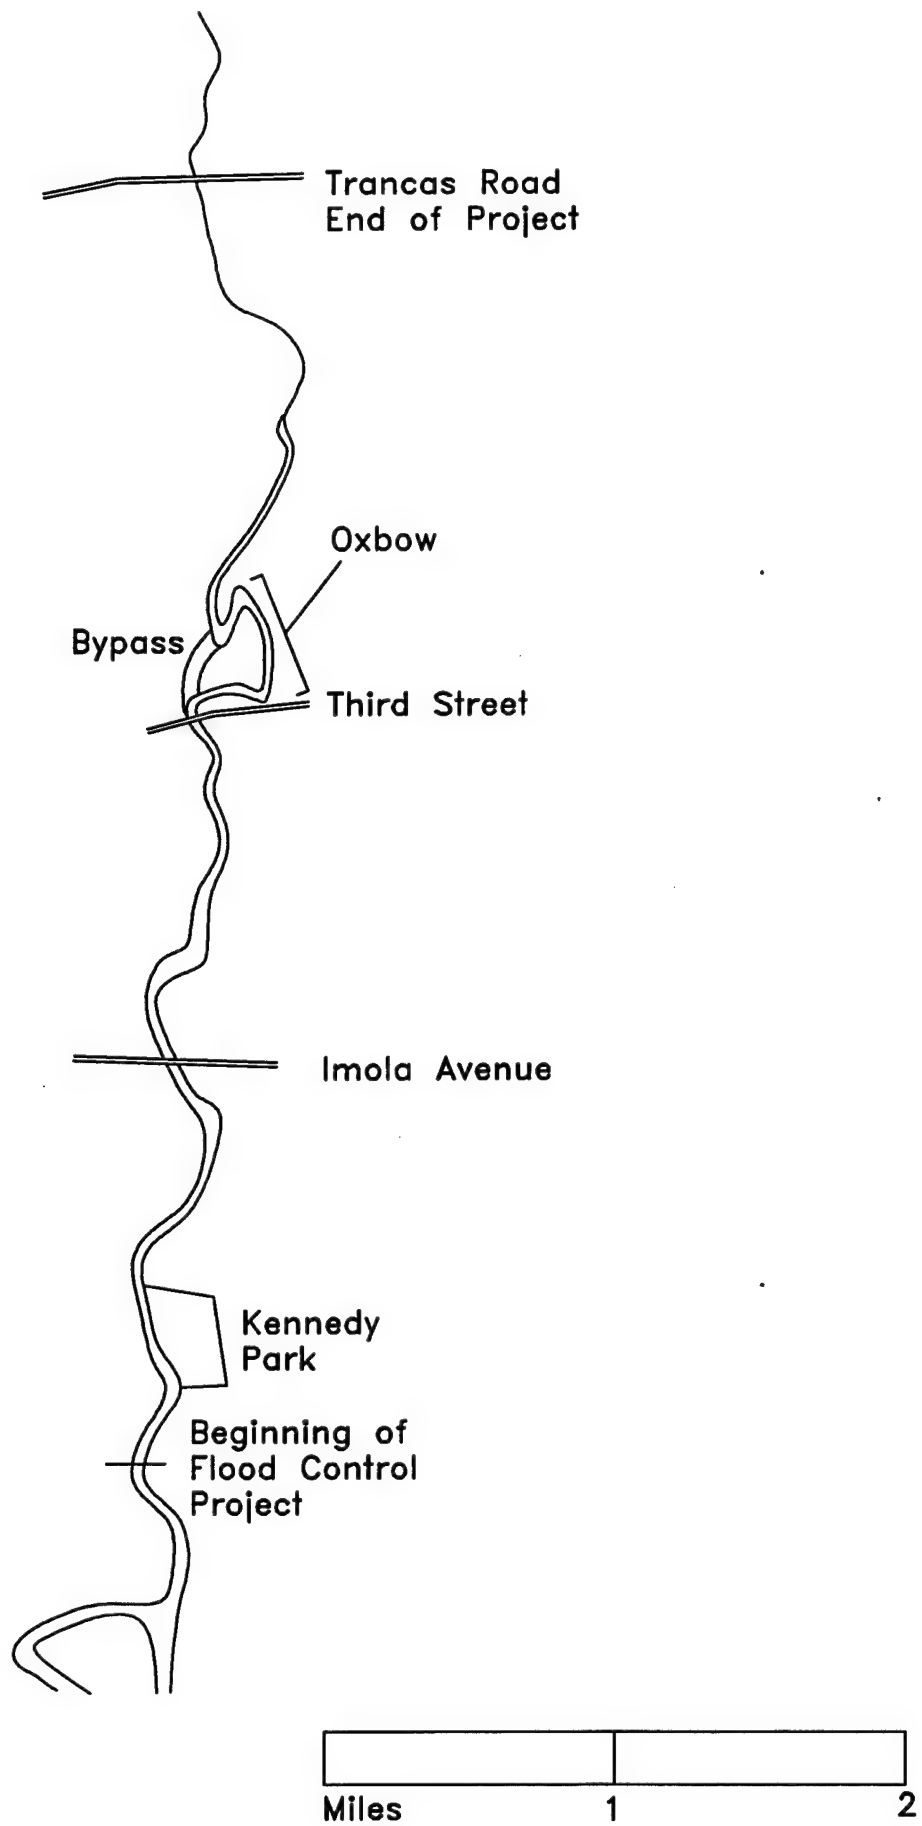 Trancas Road
End of Project
Oxbow
Bypass
Third Street
Imola Avenue
Kennedy
Park
Beginning of
Flood Control
Project
Miles 1 2